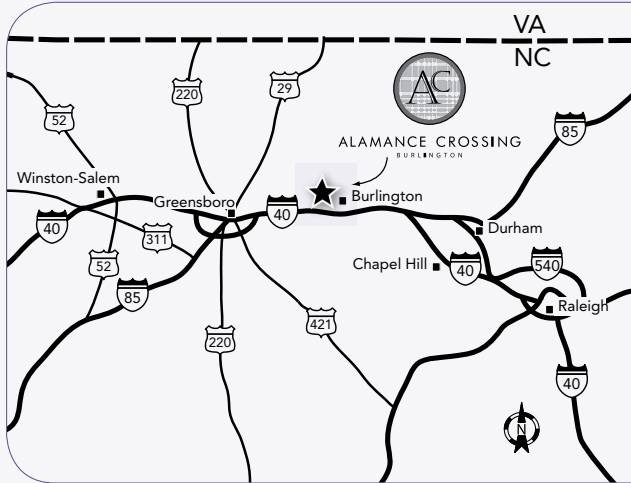 VA
NC
AC
ALAMANCE CROSSING
BURLINGTON
220
29
52
85
Winston-Salem
Greensboro
Burlington
40
40
311
Durham
52
Chapel Hill
40
540
85
Raleigh
421
220
40
N